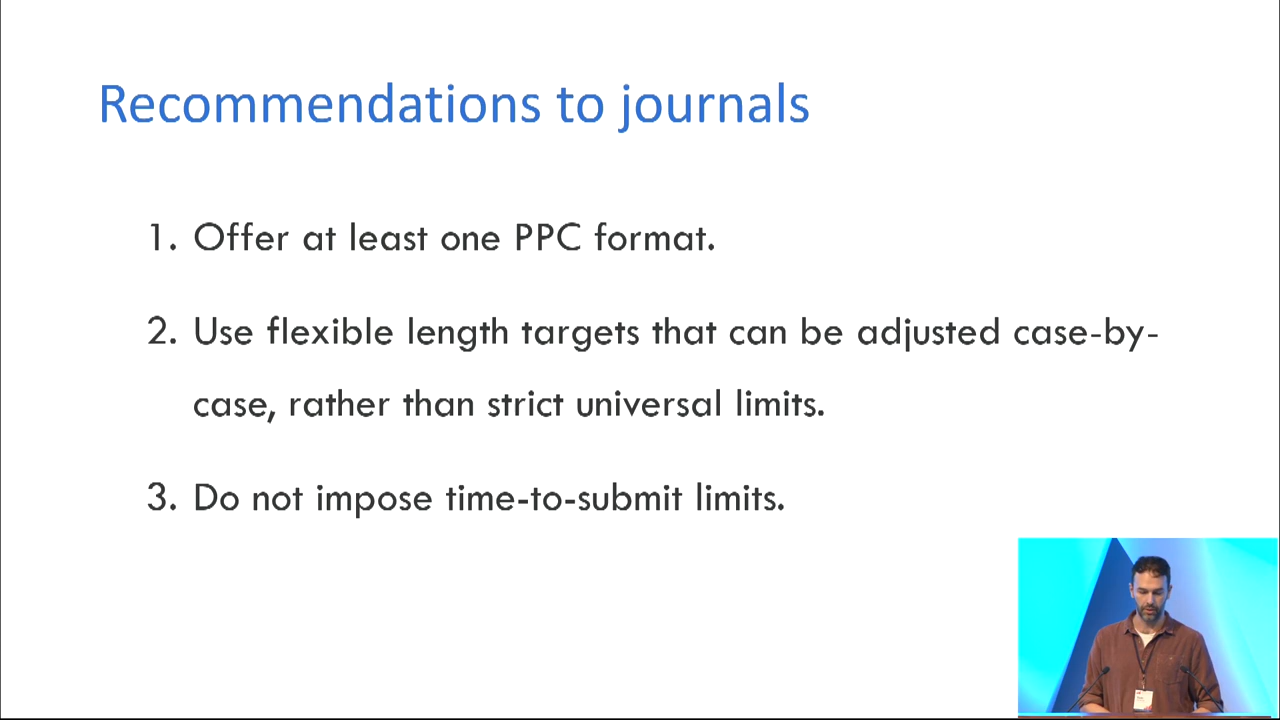 Recommendations to journals
1. Offer at least one PPC format.
2. Use flexible length targets that can be adjusted case-by-
case, rather than strict universal limits.
3. Do not impose time-to-submit limits.